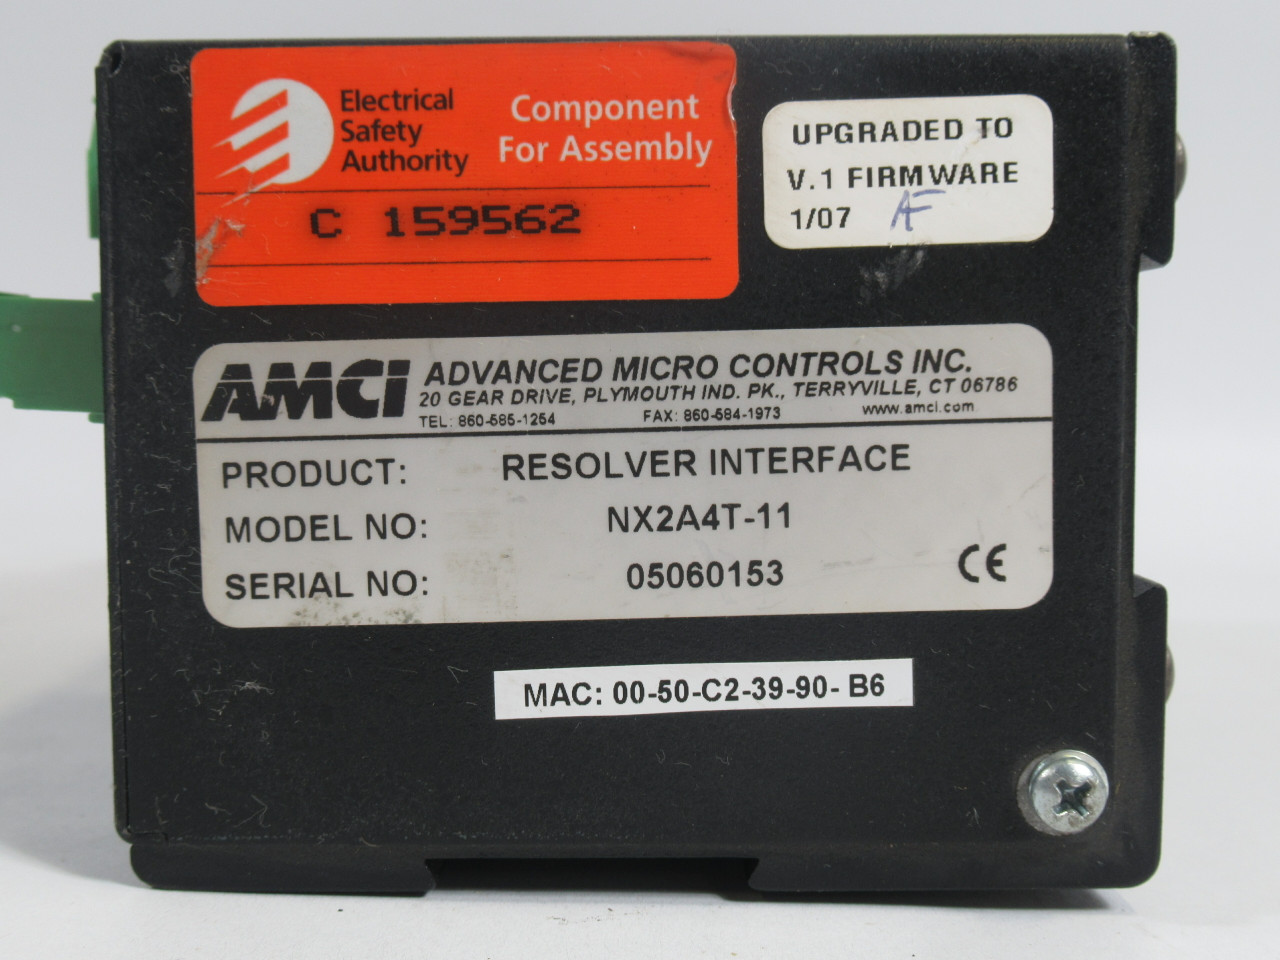 Electrical
Safety
Authority
Component
For Assembly
C 159562
UPGRADED TO
V.1 FIRMWARE
1/07 AF
AMCI
ADVANCED MICRO CONTROLS INC.
20 GEAR DRIVE, PLYMOUTH IND. PK., TERRYVILLE, CT 06786
TEL: 860-585-1254 FAX: 860-584-1973 www.amci.com
PRODUCT: RESOLVER INTERFACE
MODEL NO: NX2A4T-11
SERIAL NO: 05060153
CE
MAC: 00-50-C2-39-90- B6